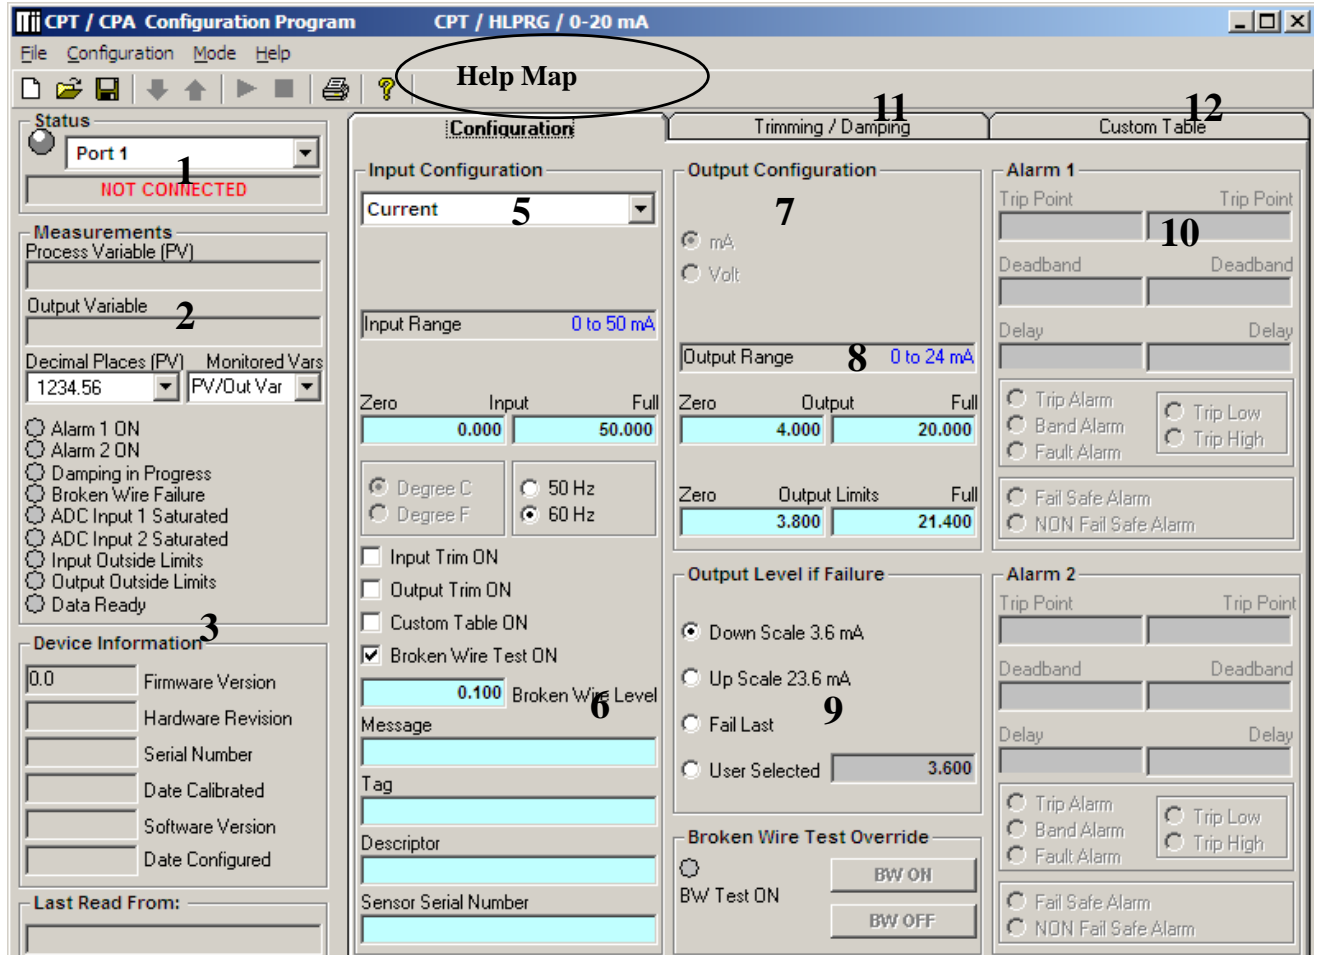 CPT / CPA Configuration Program CPT / HLPRG / 0-20 mA
File Configuration Mode Help
Help Map
Status
Port 1
1
NOT CONNECTED
Measurements
Process Variable (PV)
Output Variable
2
Decimal Places (PV) Monitored Vars
1234.56 PV/Out Var
Alarm 1 ON
Alarm 2 ON
Damping in Progress
Broken Wire Failure
ADC Input 1 Saturated
ADC Input 2 Saturated
Input Outside Limits
Output Outside Limits
Data Ready
3
Device Information
0.0 Firmware Version
Hardware Revision
Serial Number
Date Calibrated
Software Version
Date Configured
Last Read From:
Configuration
11
Trimming / Damping
12
Custom Table
Input Configuration
Current
5
Input Range 0 to 50 mA
Zero Input Full
0.000 50.000
Degree C 50 Hz
Degree F 60 Hz
Input Trim ON
Output Trim ON
Custom Table ON
Broken Wire Test ON
0.100 Broken Wire Level
6
Message
Tag
Descriptor
Sensor Serial Number
Output Configuration
7
mA
Volt
Output Range 0 to 24 mA
8
Zero Output Full
4.000 20.000
Zero Output Limits Full
3.800 21.400
Output Level if Failure
Down Scale 3.6 mA
Up Scale 23.6 mA
9
Fail Last
User Selected 3.600
Broken Wire Test Override
BW Test ON
BW ON
BW OFF
Alarm 1
Trip Point Trip Point
10
Deadband Deadband
Delay Delay
Trip Alarm Trip Low
Band Alarm Trip High
Fault Alarm
Fail Safe Alarm
NON Fail Safe Alarm
Alarm 2
Trip Point Trip Point
Deadband Deadband
Delay Delay
Trip Alarm Trip Low
Band Alarm Trip High
Fault Alarm
Fail Safe Alarm
NON Fail Safe Alarm